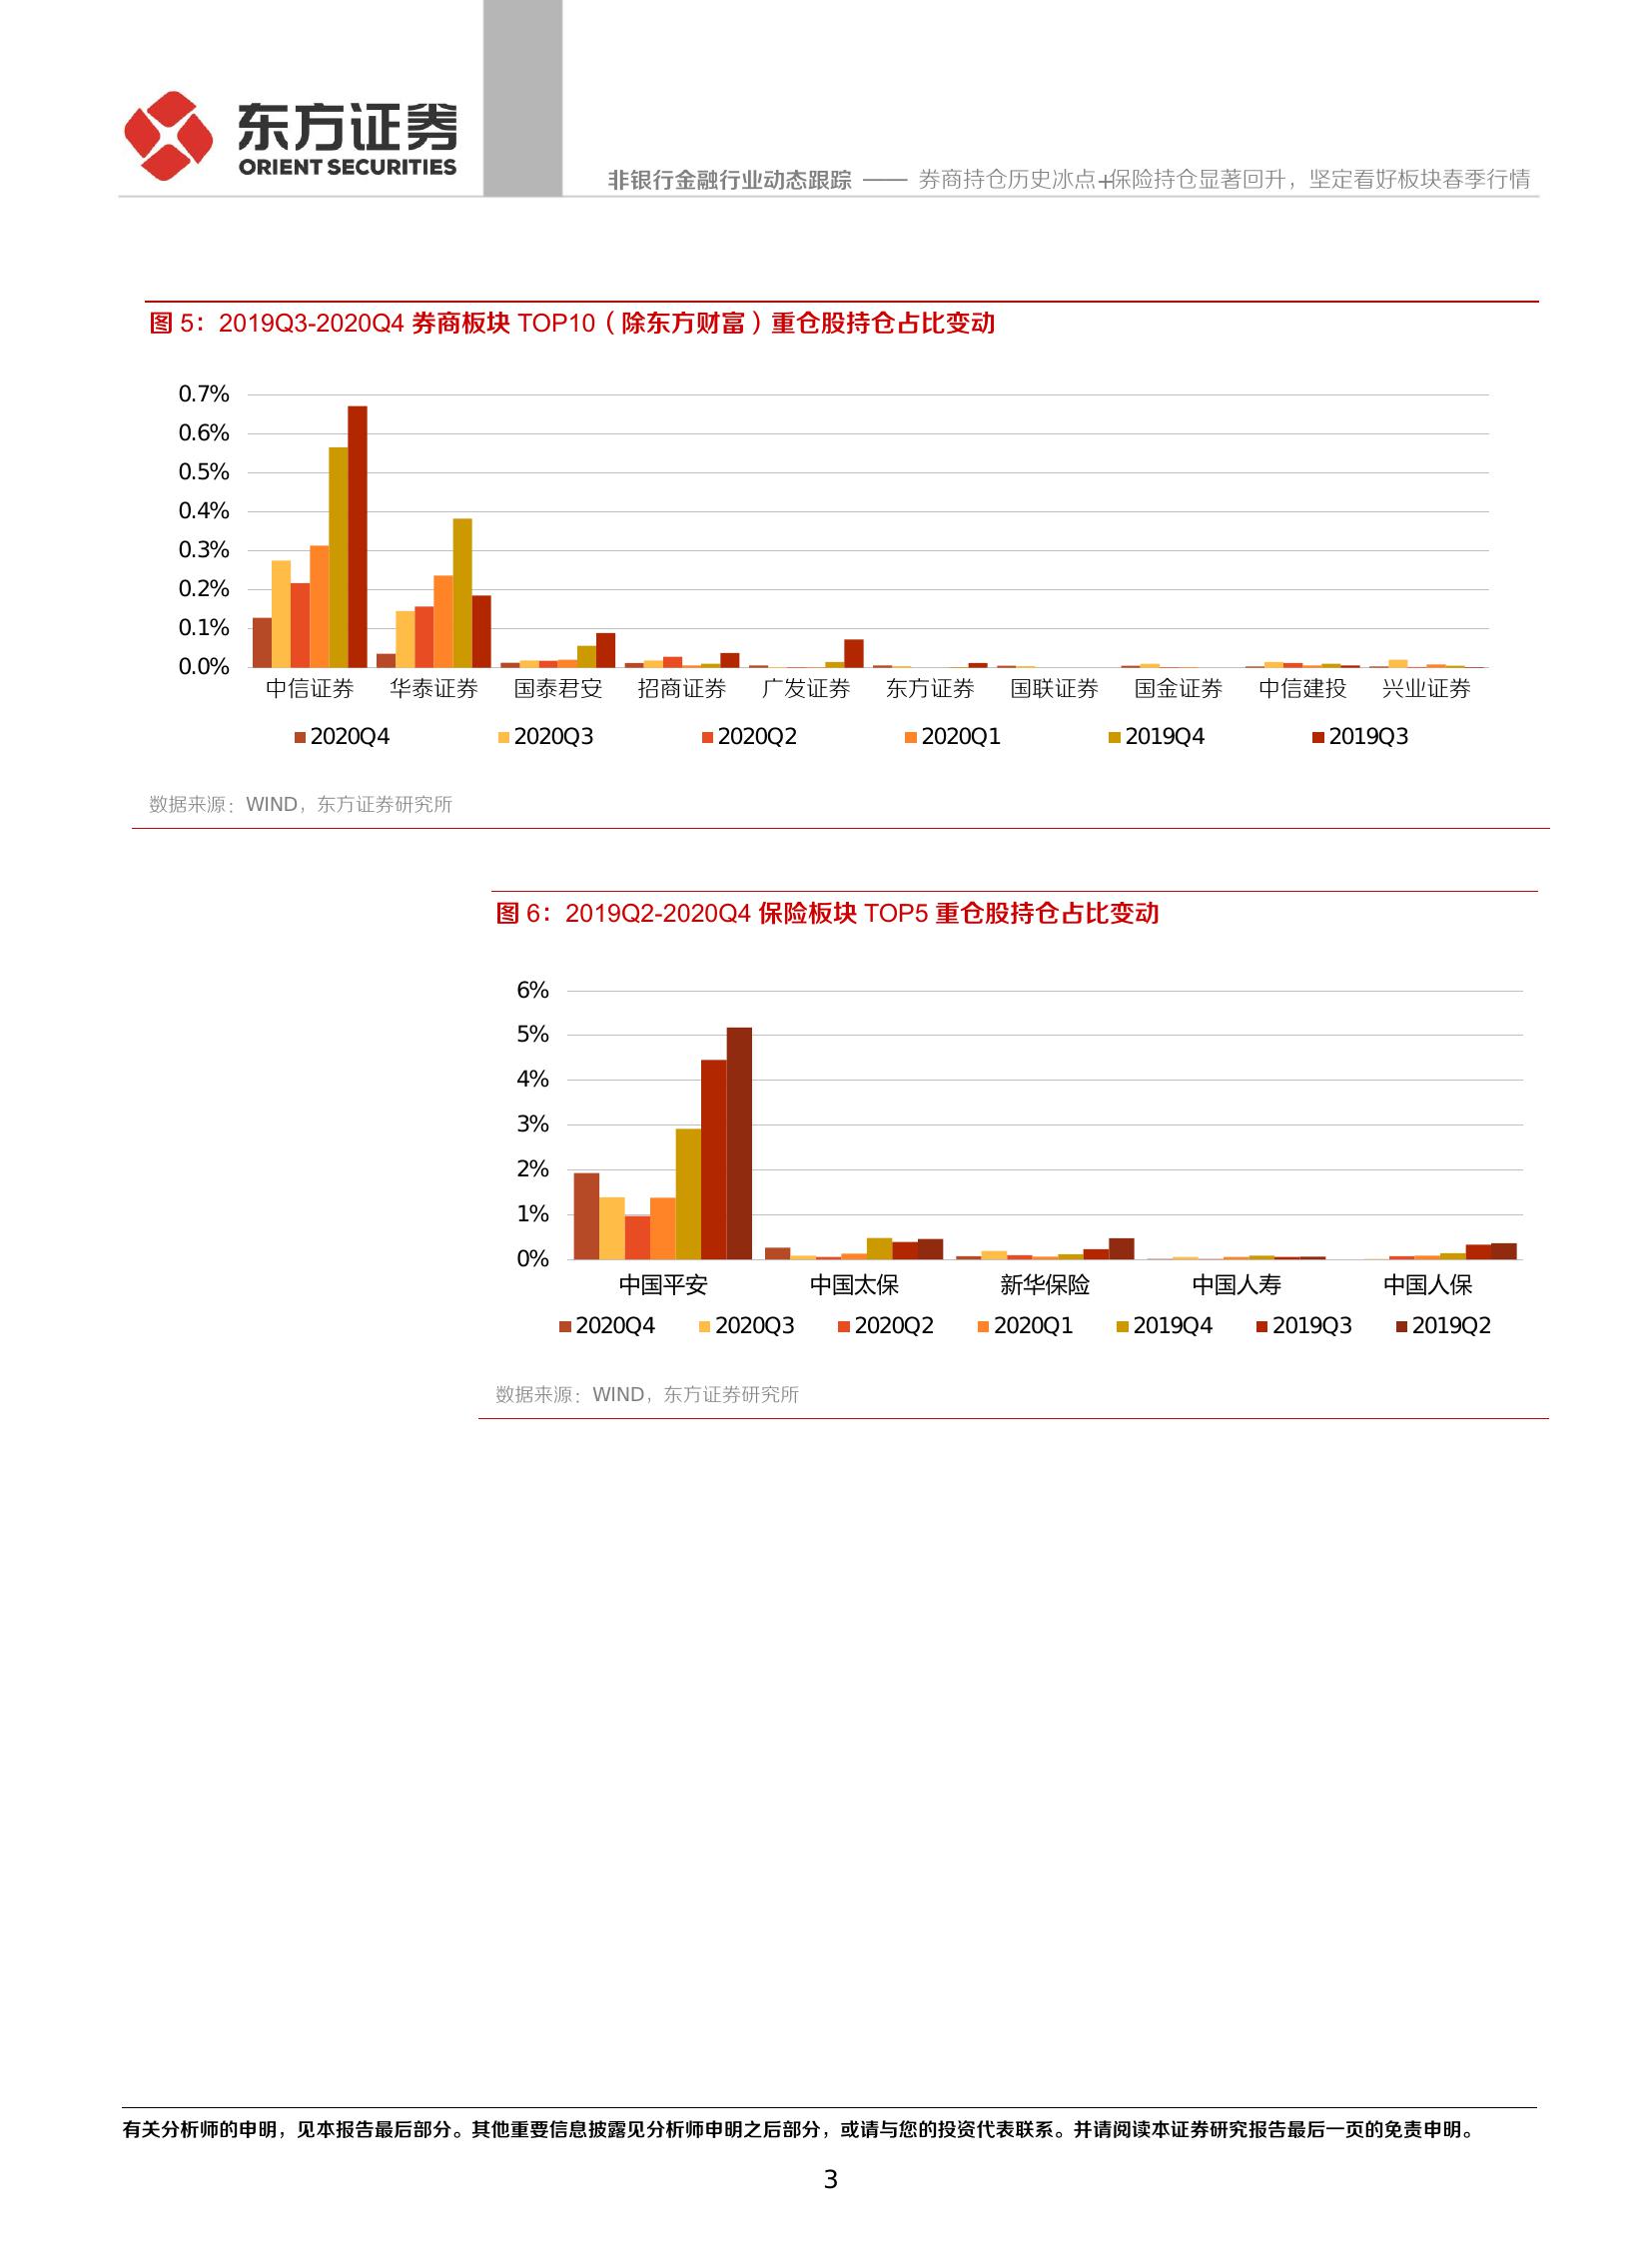 东方证券
ORIENT SECURITIES
非银行金融行业动态跟踪 —— 券商持仓历史冰点+保险持仓显著回升，坚定看好板块春季行情
图 5：2019Q3-2020Q4 券商板块 TOP10（除东方财富）重仓股持仓占比变动
0.7%
0.6%
0.5%
0.4%
0.3%
0.2%
0.1%
0.0%
中信证券 华泰证券 国泰君安 招商证券 广发证券 东方证券 国联证券 国金证券 中信建投 兴业证券
2020Q4 2020Q3 2020Q2 2020Q1 2019Q4 2019Q3
数据来源：WIND，东方证券研究所
图 6：2019Q2-2020Q4 保险板块 TOP5 重仓股持仓占比变动
6%
5%
4%
3%
2%
1%
0%
中国平安 中国太保 新华保险 中国人寿 中国人保
2020Q4 2020Q3 2020Q2 2020Q1 2019Q4 2019Q3 2019Q2
数据来源：WIND，东方证券研究所
有关分析师的申明，见本报告最后部分。其他重要信息披露见分析师申明之后部分，或请与您的投资代表联系。并请阅读本证券研究报告最后一页的免责申明。
3